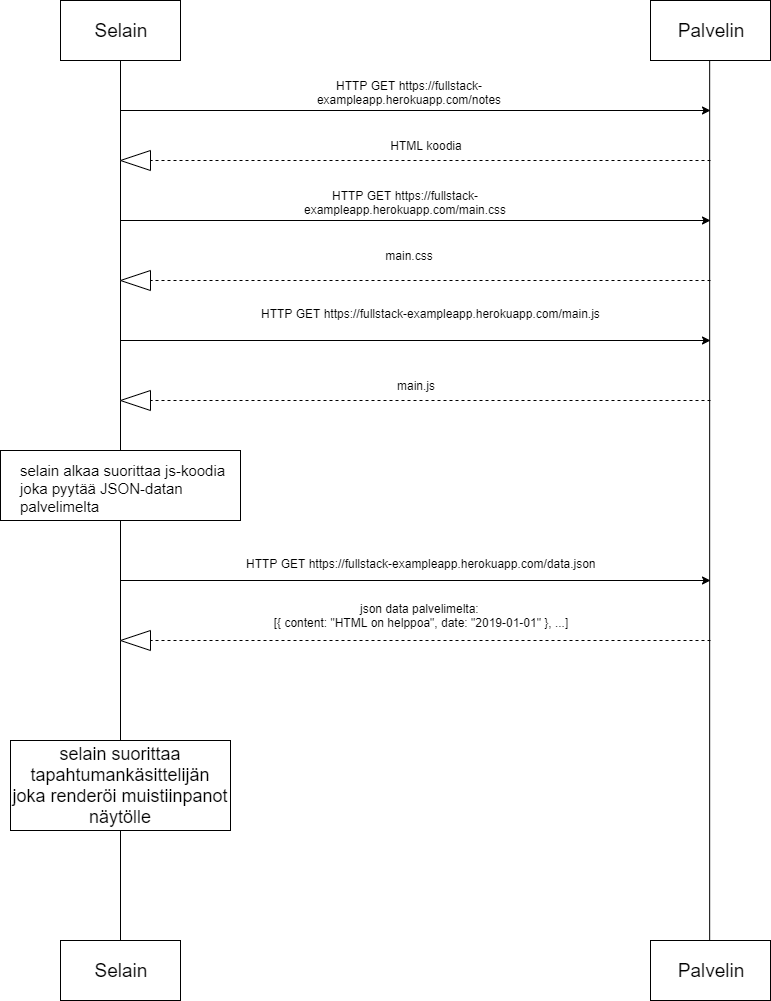 Selain
Palvelin
HTTP GET https://fullstack-
exampleapp.herokuapp.com/notes
HTML koodia
HTTP GET https://fullstack-
exampleapp.herokuapp.com/main.css
main.css
HTTP GET https://fullstack-exampleapp.herokuapp.com/main.js
main.js
selain alkaa suorittaa js-koodia
joka pyytää JSON-datan
palvelimelta
HTTP GET https://fullstack-exampleapp.herokuapp.com/data.json
json data palvelimelta:
[{ content: "HTML on helppoa", date: "2019-01-01" }, ...]
selain suorittaa
tapahtumankäsittelijän
joka renderöi muistiinpanot
näytölle
Selain
Palvelin